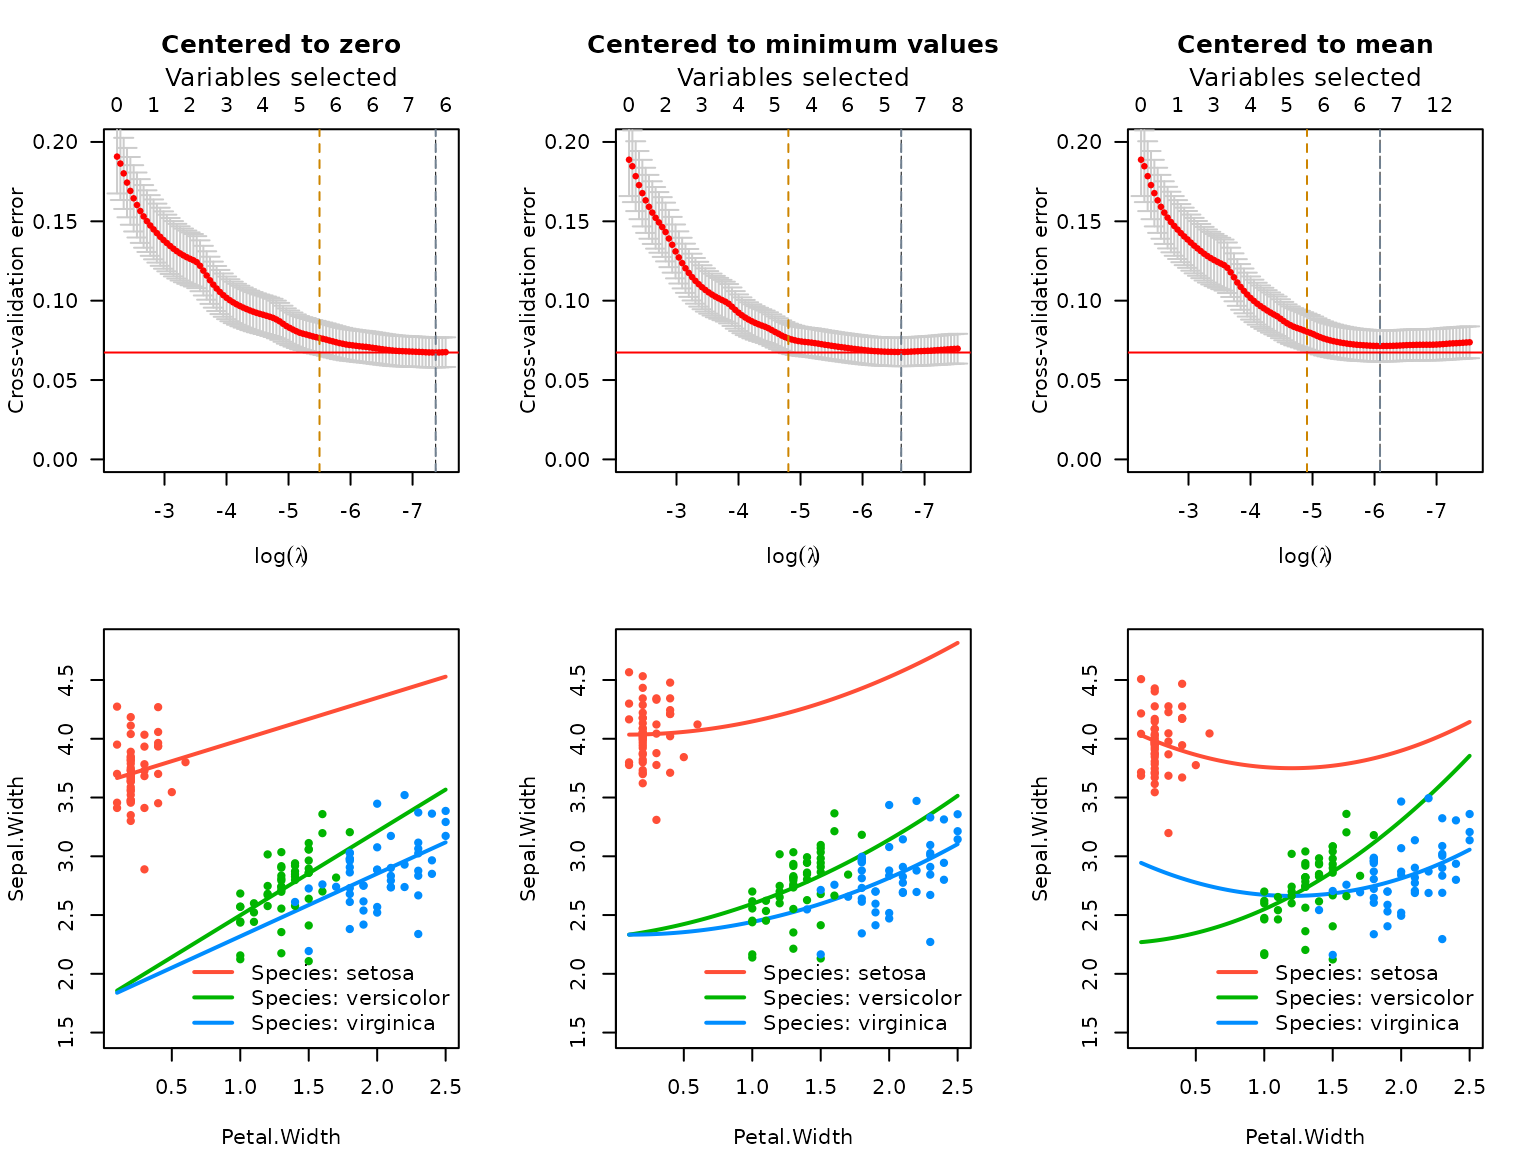 Centered to zero
Variables selected
0 1 2 3 4 5 6 6 7 6
0.20
0.15
0.10
0.05
0.00
Cross-validation error
-3 -4 -5 -6 -7
log(λ)
Centered to minimum values
Variables selected
0 2 3 4 5 4 6 5 7 8
0.20
0.15
0.10
0.05
0.00
Cross-validation error
-3 -4 -5 -6 -7
log(λ)
Centered to mean
Variables selected
0 1 3 4 5 6 6 7 12
0.20
0.15
0.10
0.05
0.00
Cross-validation error
-3 -4 -5 -6 -7
log(λ)
4.5
4.0
3.5
3.0
2.5
2.0
1.5
Sepal.Width
Species: setosa
Species: versicolor
Species: virginica
0.5 1.0 1.5 2.0 2.5
Petal.Width
4.5
4.0
3.5
3.0
2.5
2.0
1.5
Sepal.Width
Species: setosa
Species: versicolor
Species: virginica
0.5 1.0 1.5 2.0 2.5
Petal.Width
4.5
4.0
3.5
3.0
2.5
2.0
1.5
Sepal.Width
Species: setosa
Species: versicolor
Species: virginica
0.5 1.0 1.5 2.0 2.5
Petal.Width